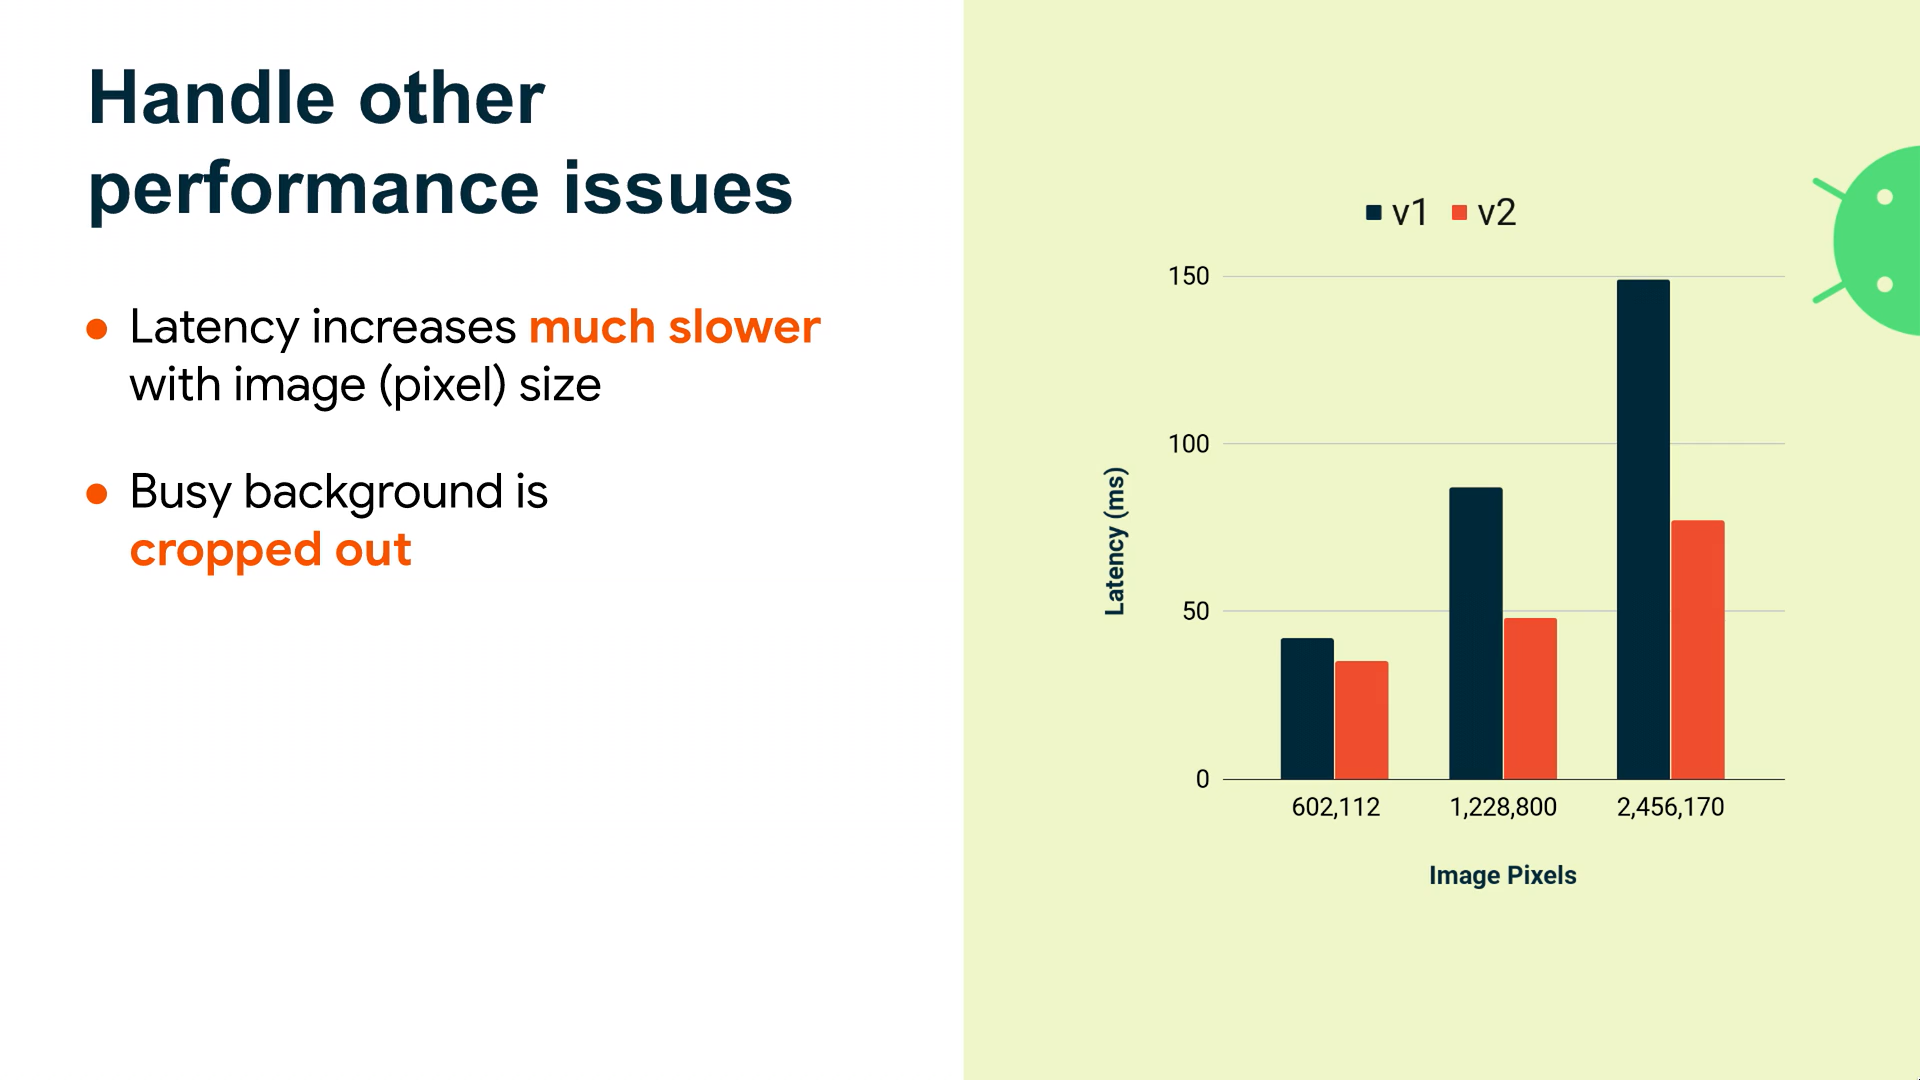 Handle other
performance issues
Latency increases much slower
with image (pixel) size
Busy background is
cropped out
v1 v2
150
100
50
0
Latency (ms)
602,112 1,228,800 2,456,170
Image Pixels